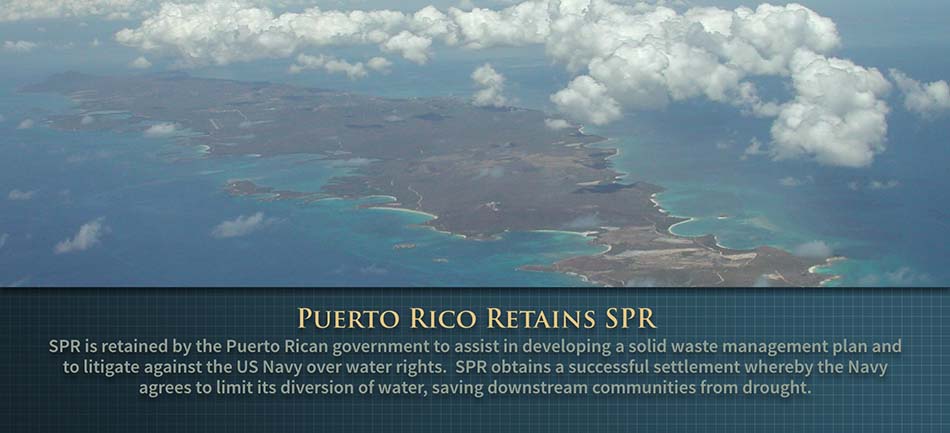 Puerto Rico Retains SPR
SPR is retained by the Puerto Rican government to assist in developing a solid waste management plan and
to litigate against the US Navy over water rights.  SPR obtains a successful settlement whereby the Navy
agrees to limit its diversion of water, saving downstream communities from drought.